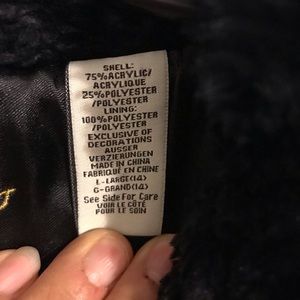 SHELL:
75%ACRYLIC/
ACRYLIQUE
25%POLYESTER
/POLYESTER
LINING:
100%POLYESTER
/POLYESTER
EXCLUSIVE OF
DECORATIONS
AUSSER
VERZIERUNGEN
MADE IN CHINA
FABRIQUÉ EN CHINE
L-LARGE(14)
G-GRAND(14)
See Side For Care
VOIR LE CÔTÉ
POUR LE SOIN